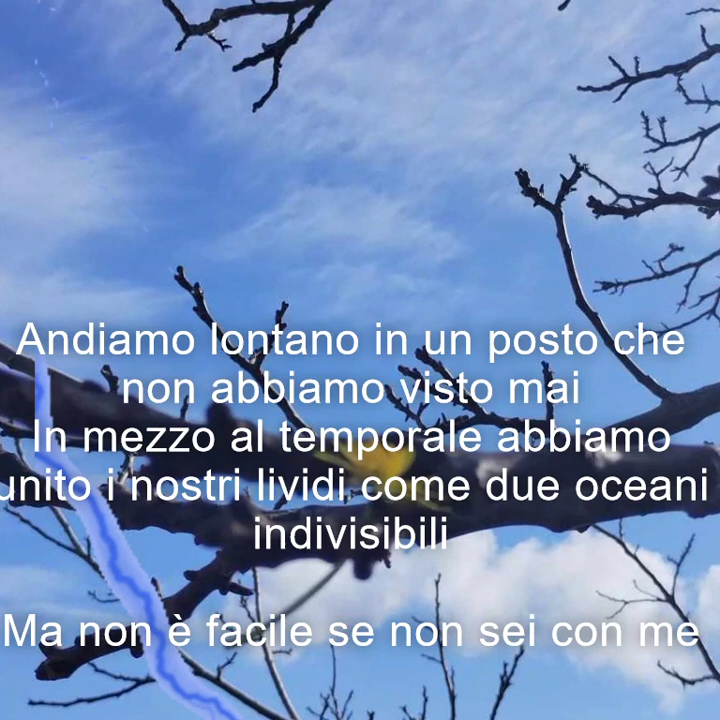 Andiamo lontano in un posto che
non abbiamo visto mai
In mezzo al temporale abbiamo
unito i nostri lividi come due oceani
indivisibili
Ma non è facile se non sei con me